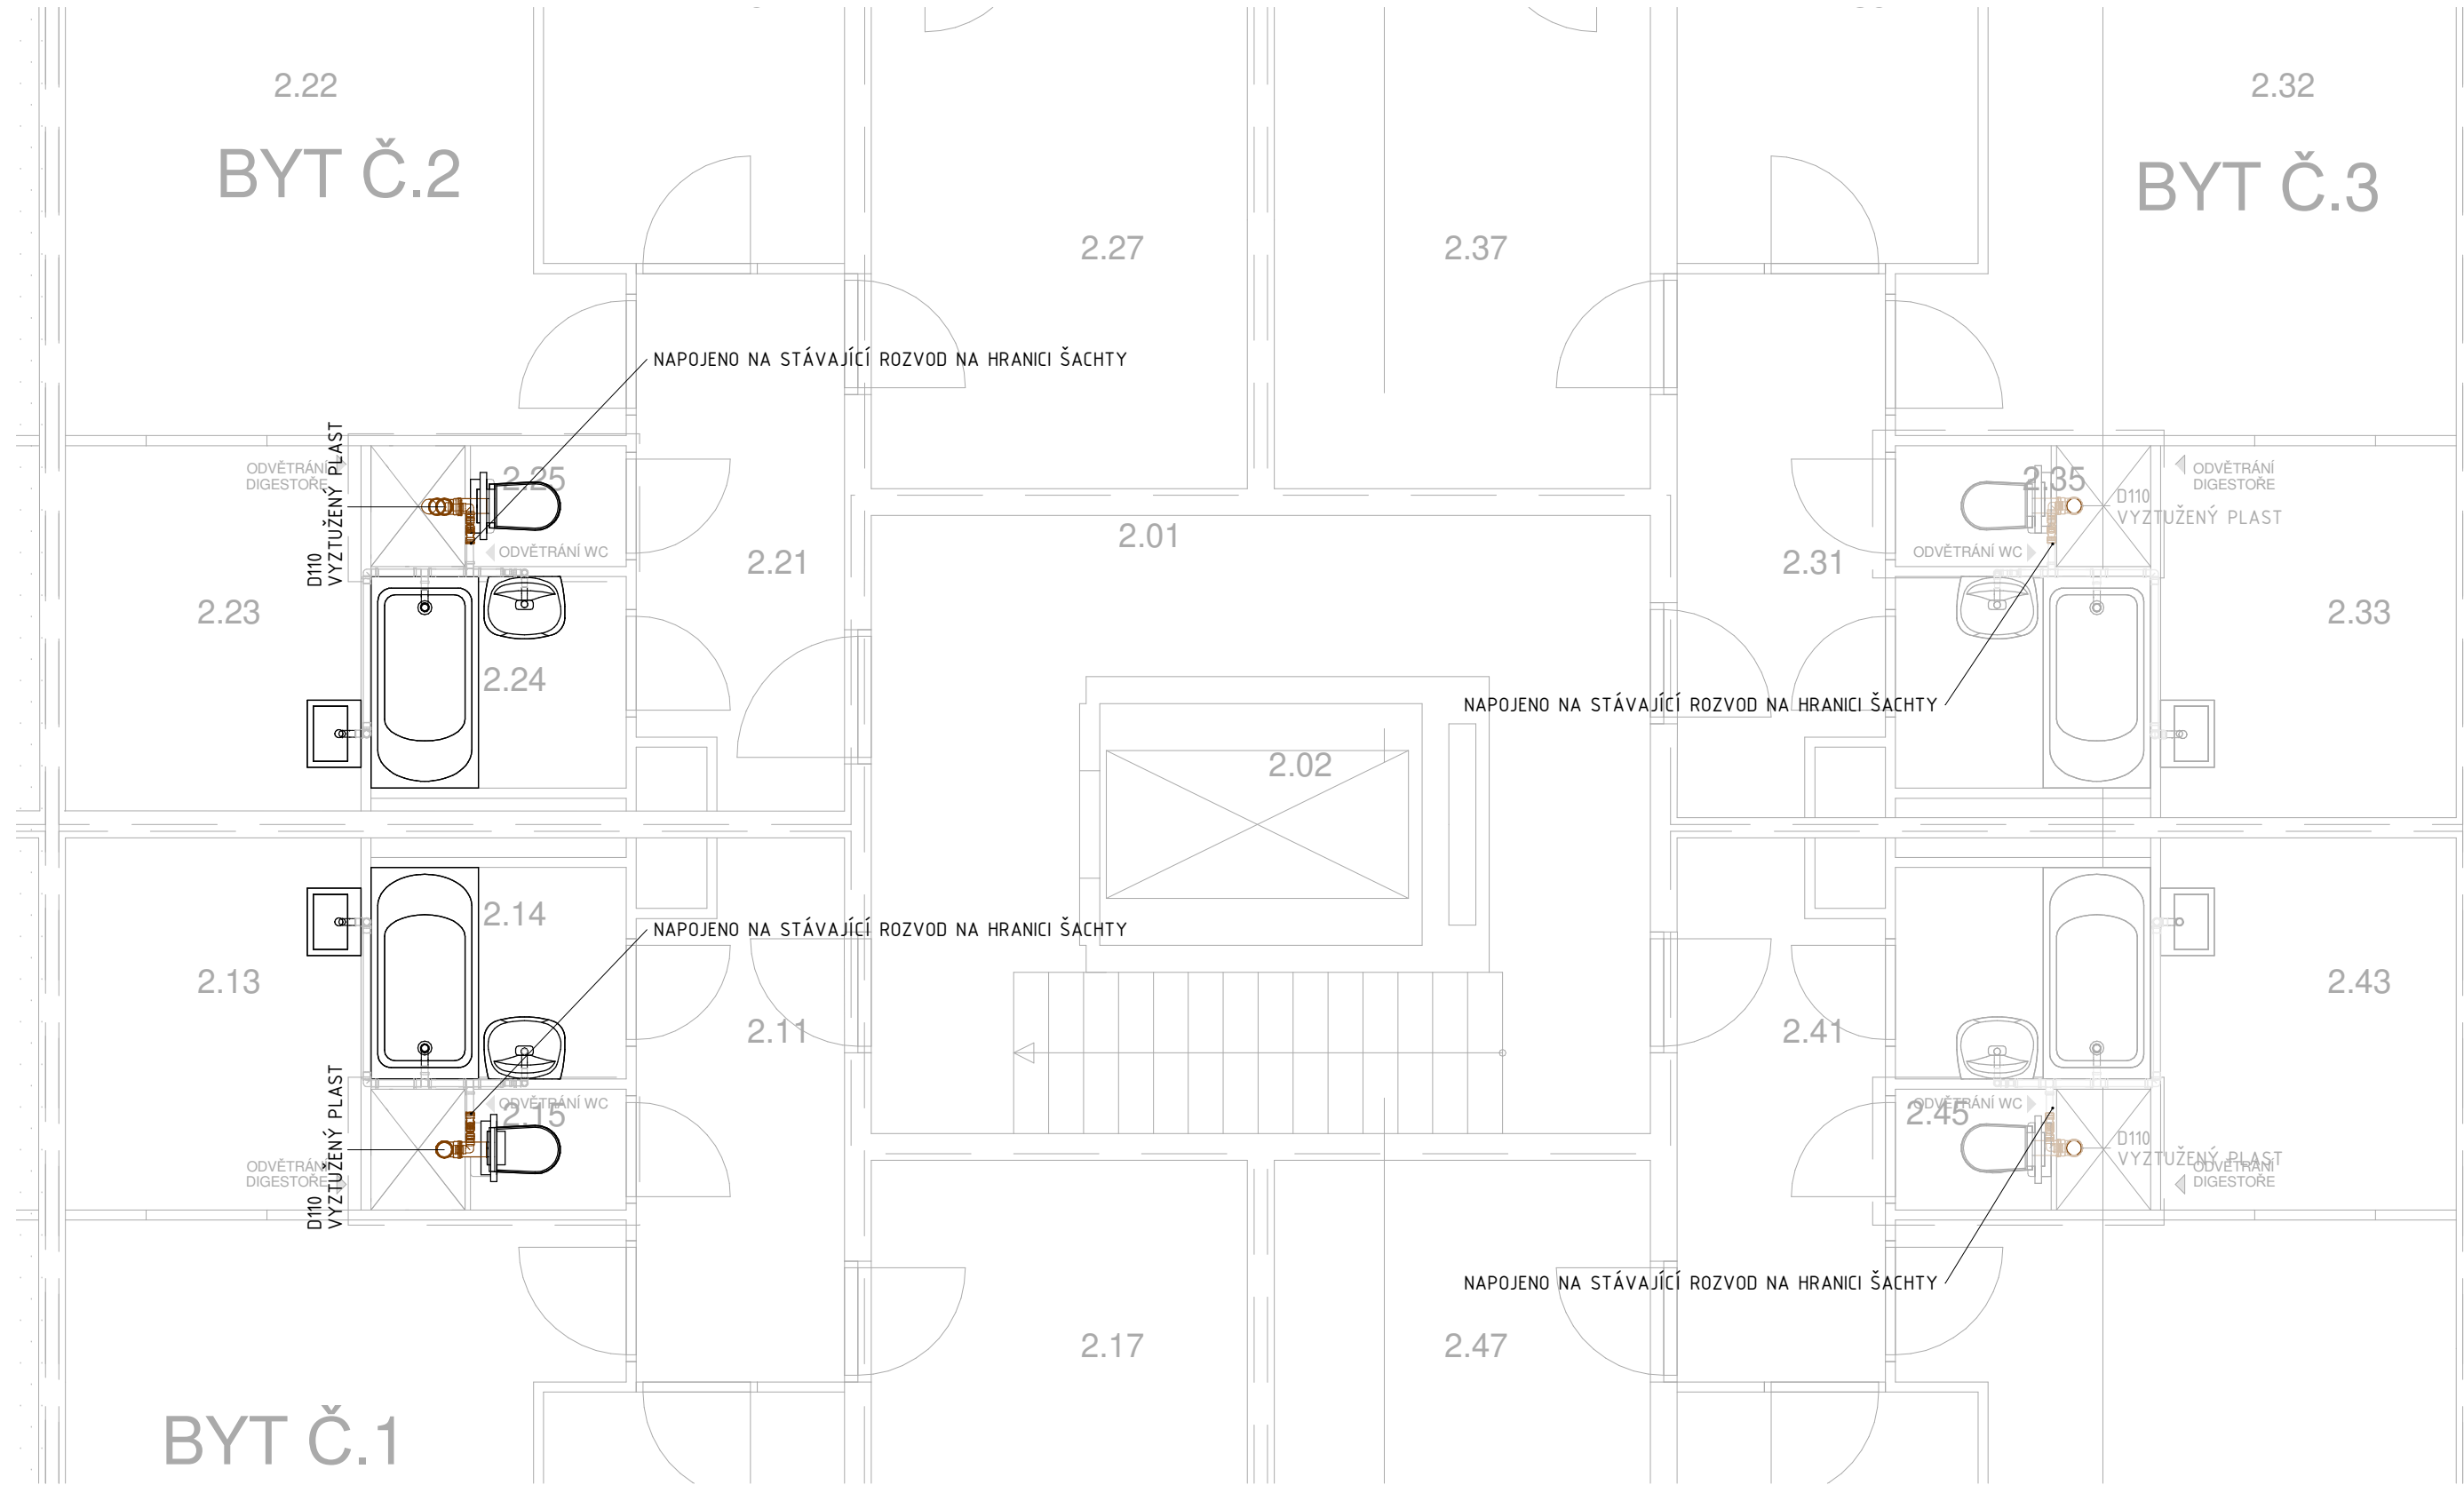 2.22
2.32
BYT Č.2
BYT Č.3
2.27
2.37
NAPOJENO NA STÁVAJÍCÍ ROZVOD NA HRANICI ŠACHTY
ODVĚTRÁNÍ
DIGESTOŘE
D110
VYZTUŽENÝ PLAST
2.25
ODVĚTRÁNÍ WC
2.35
ODVĚTRÁNÍ
DIGESTOŘE
D110
VYZTUŽENÝ PLAST
ODVĚTRÁNÍ WC
2.01
2.21
2.31
2.23
2.33
2.24
NAPOJENO NA STÁVAJÍCÍ ROZVOD NA HRANICI ŠACHTY
2.02
2.14
NAPOJENO NA STÁVAJÍCÍ ROZVOD NA HRANICI ŠACHTY
2.13
2.43
2.11
2.41
ODVĚTRÁNÍ WC
2.15
ODVĚTRÁNÍ WC
2.45
D110
VYZTUŽENÝ PLAST
ODVĚTRÁNÍ
DIGESTOŘE
D110
VYZTUŽENÝ PLAST
ODVĚTRÁNÍ
DIGESTOŘE
NAPOJENO NA STÁVAJÍCÍ ROZVOD NA HRANICI ŠACHTY
2.17
2.47
BYT Č.1